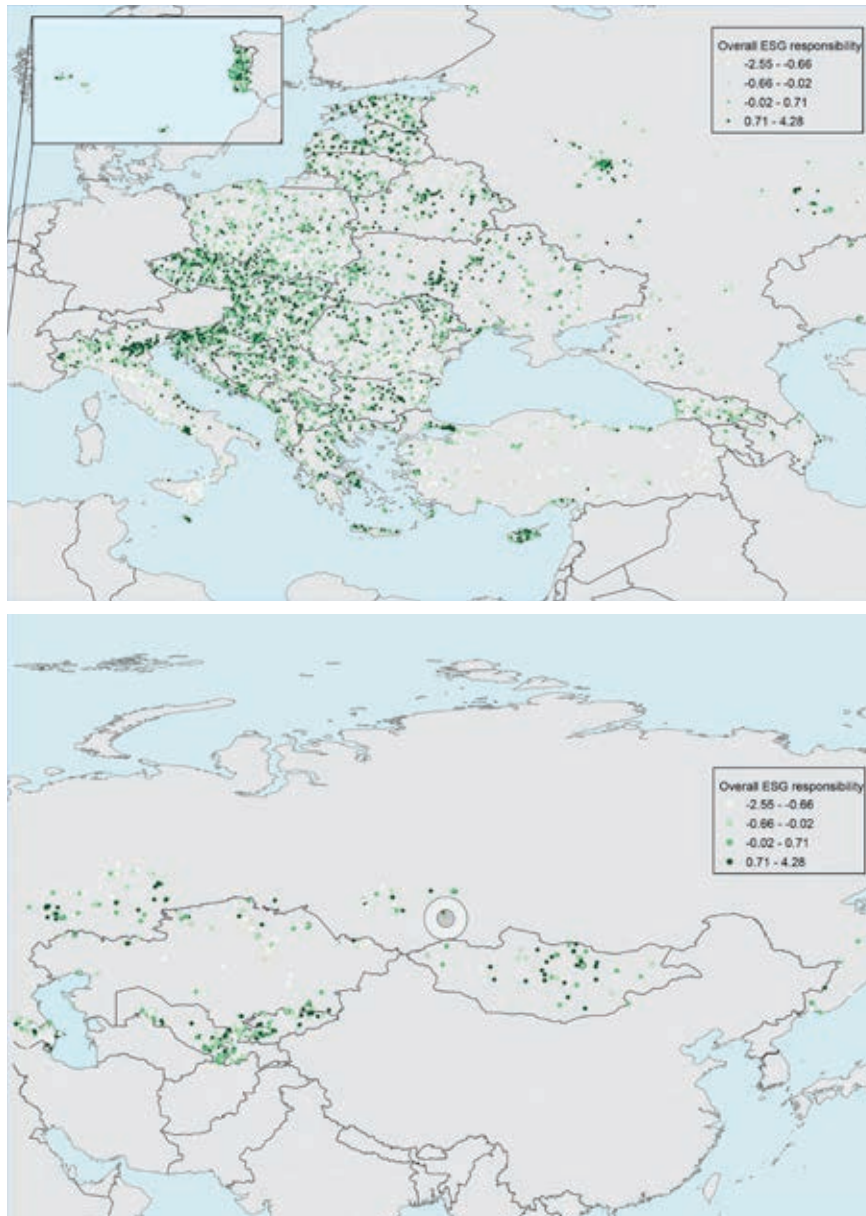 Overall ESG responsibility
-2.55 - -0.66
-0.66 - -0.02
-0.02 - 0.71
0.71 - 4.28
Overall ESG responsibility
-2.55 - -0.66
-0.66 - -0.02
-0.02 - 0.71
0.71 - 4.28